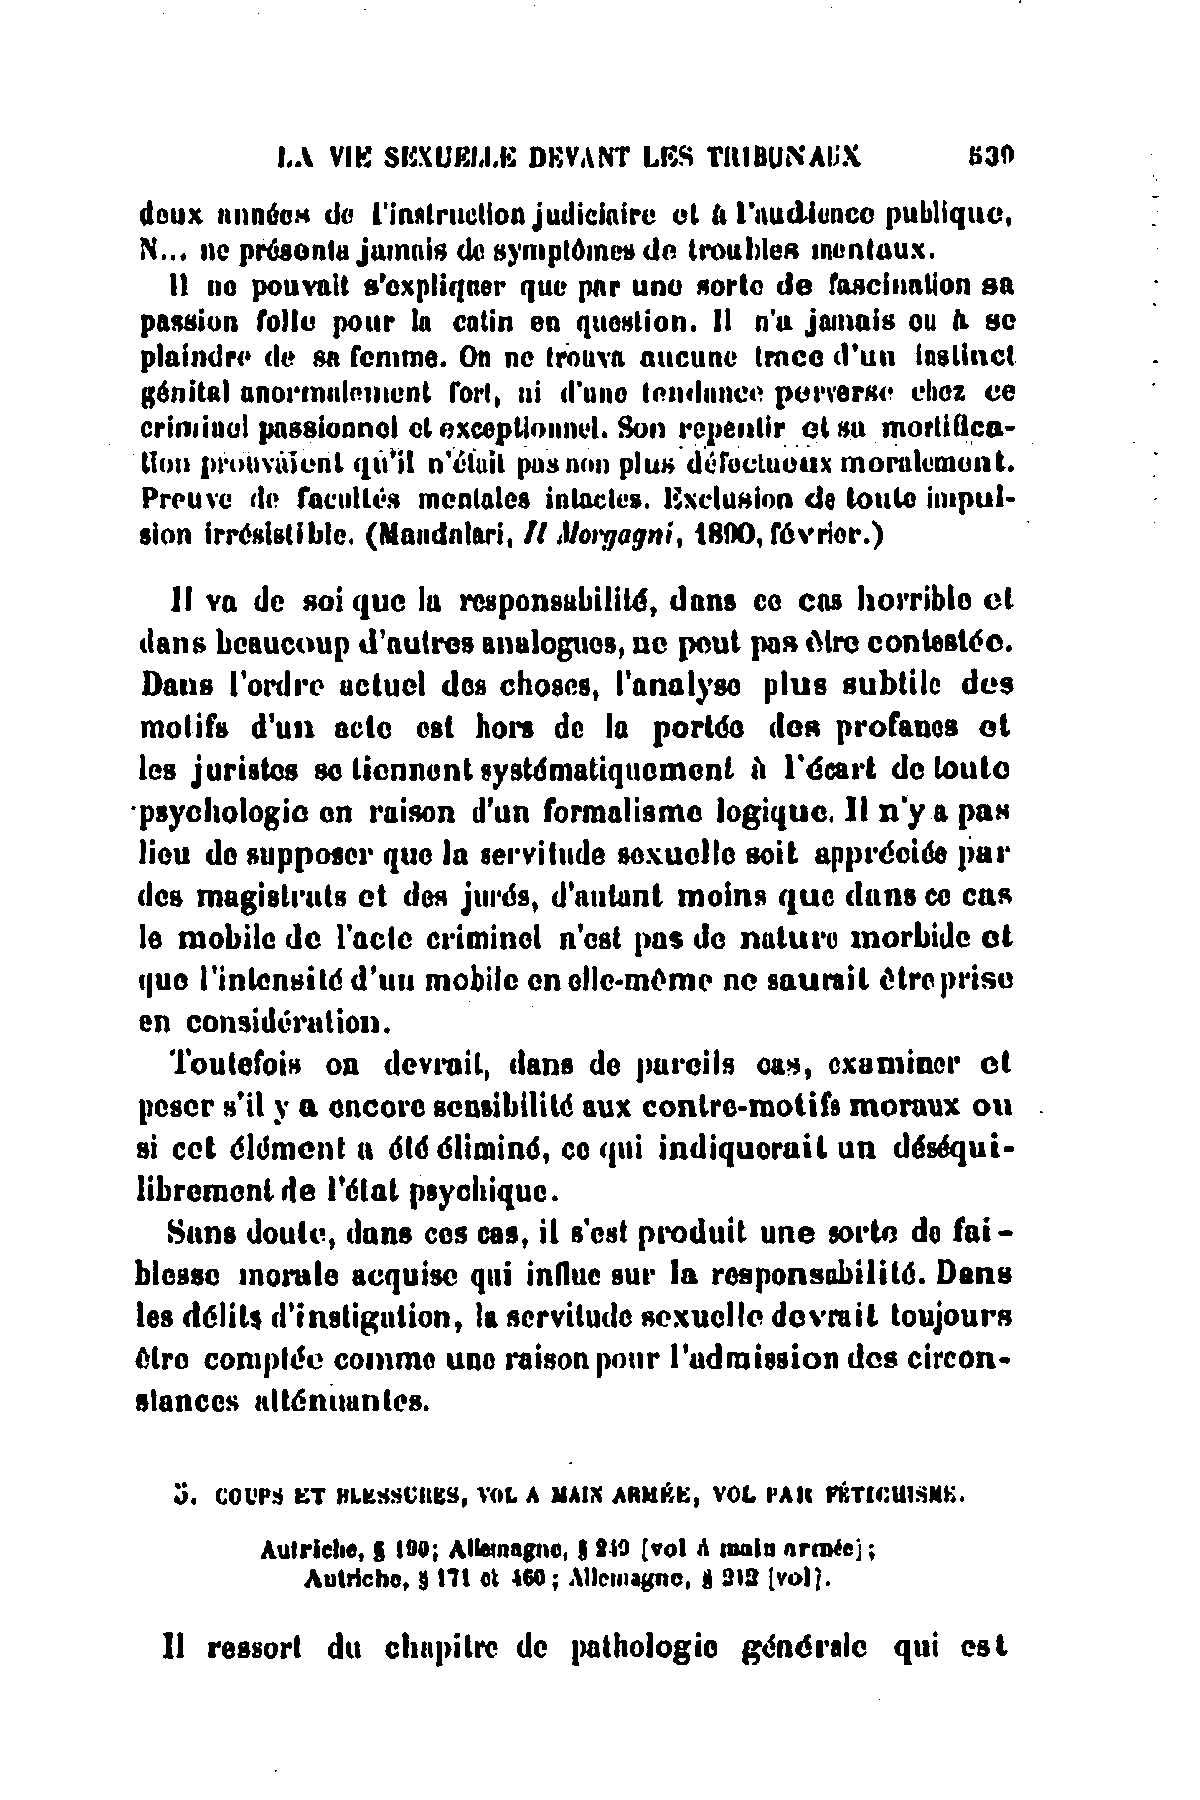 LA VIE SEXUELLE DEVANT LES TRIBUNAUX 539
deux années de l'instruction judiciaire et à l'audience publique,
N... ne présenta jamais de symptômes de troubles mentaux.
Il ne pouvait s'expliquer que par une sorte de fascination sa
passion folle pour la catin en question. Il n'a jamais eu à se
plaindre de sa femme. On ne trouva aucune trace d'un instinct
génital anormalement fort, ni d'une tendance perverse chez ce
criminel passionnel et exceptionnel. Son repentir et sa mortifica-
tion prouvaient qu'il n'était pas non plus défectueux moralement.
Preuve de facultés mentales intactes. Exclusion de toute impul-
sion irrésistible. (Mandalari, Il Morgagni, 1890, février.)
Il va de soi que la responsabilité, dans ce cas horrible et
dans beaucoup d'autres analogues, ne peut pas être contestée.
Dans l'ordre actuel des choses, l'analyse plus subtile des
motifs d'un acte est hors de la portée des profanes et
les juristes se tiennent systématiquement à l'écart de toute
psychologie en raison d'un formalisme logique. Il n'y a pas
lieu de supposer que la servitude sexuelle soit appréciée par
des magistrats et des jurés, d'autant moins que dans ce cas
le mobile de l'acte criminel n'est pas de nature morbide et
que l'intensité d'un mobile en elle-même ne saurait être prise
en considération.
Toutefois on devrait, dans de pareils cas, examiner et
peser s'il y a encore sensibilité aux contre-motifs moraux ou
si cet élément a été éliminé, ce qui indiquerait un déséqui-
librement de l'état psychique.
Sans doute, dans ces cas, il s'est produit une sorte de fai-
blesse morale acquise qui influe sur la responsabilité. Dans
les délits d'instigation, la servitude sexuelle devrait toujours
être comptée comme une raison pour l'admission des circon-
stances atténuantes.
5. COUPS ET BLESSURES, VOL A MAIN ARMÉE, VOL PAR FÉTICHISME.
Autriche, § 190; Allemagne, § 249 [vol à main armée];
Autriche, § 171 et 460; Allemagne, § 242 [vol].
Il ressort du chapitre de pathologie générale qui est